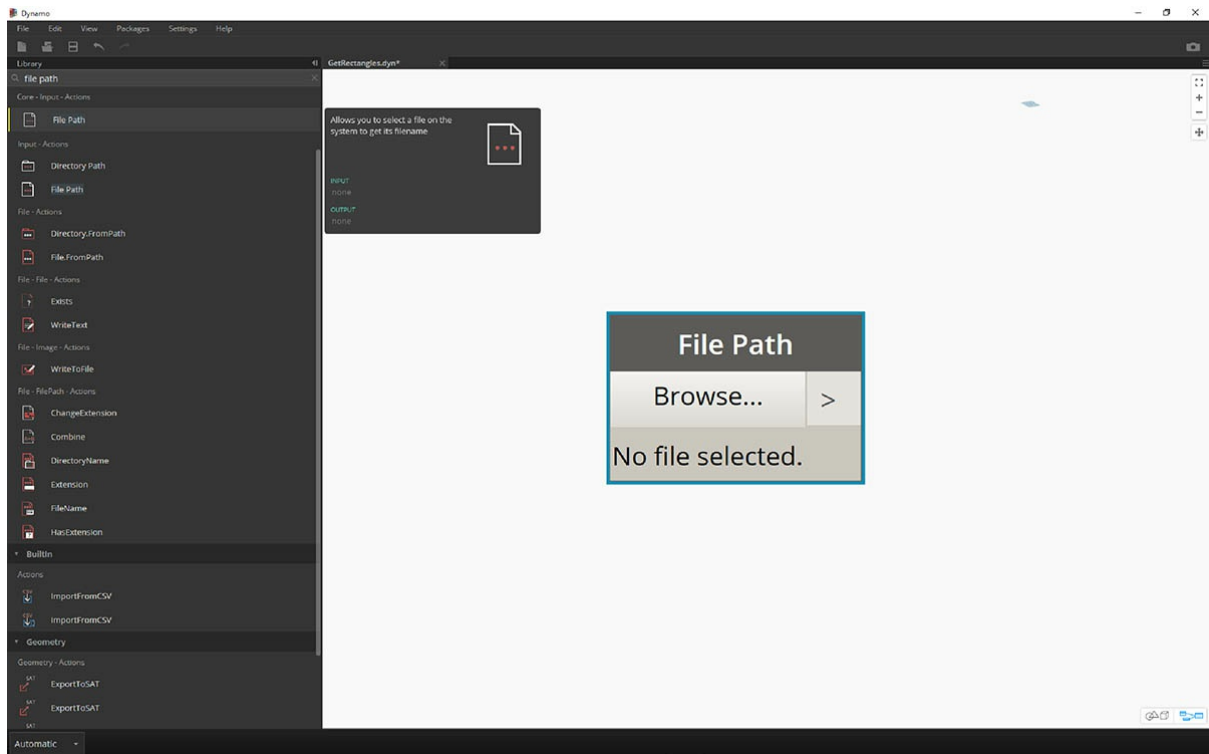 Dynamo
File Edit View Packages Settings Help
Library
GetRectangles.dyn*
file path
Core - Input - Actions
File Path
Input - Actions
Directory Path
File Path
File - Actions
Directory.FromPath
File.FromPath
File - File - Actions
Exists
WriteText
File - Image - Actions
WriteToFile
File - FilePath - Actions
ChangeExtension
Combine
DirectoryName
Extension
FileName
HasExtension
BuiltIn
Actions
ImportFromCSV
ImportFromCSV
Geometry
Geometry - Actions
SAT
ExportToSAT
SAT
ExportToSAT
SAT
Automatic
Allows you to select a file on the
system to get its filename
INPUT
none
OUTPUT
none
File Path
Browse... >
No file selected.